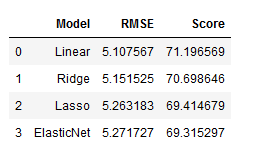 Model RMSE Score
0 Linear 5.107567 71.196569
1 Ridge 5.151525 70.698646
2 Lasso 5.263183 69.414679
3 ElasticNet 5.271727 69.315297